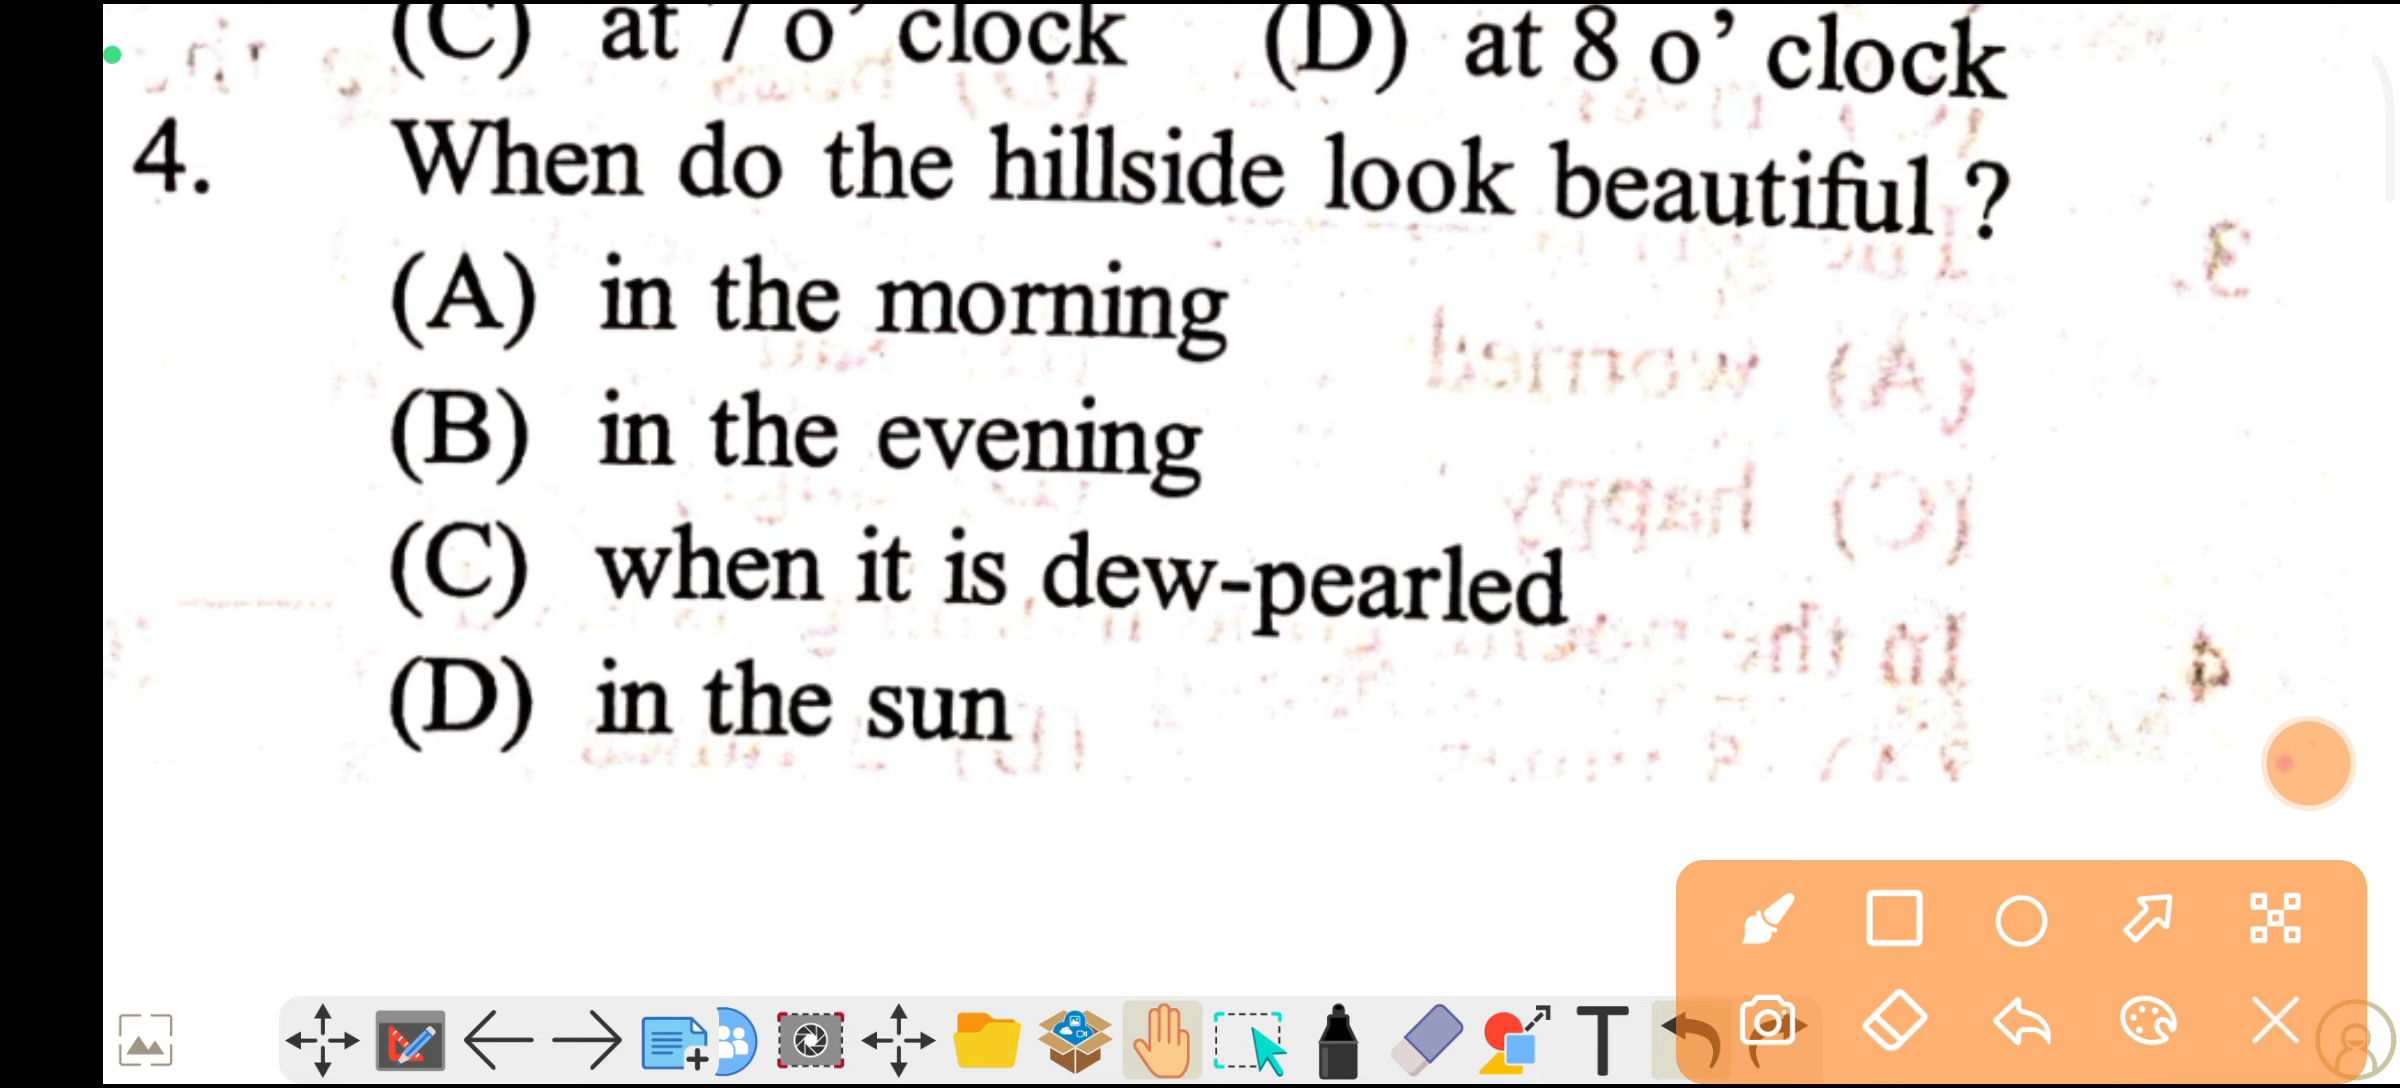 (C) at 7 o' clock (D) at 8 o' clock
4. When do the hillside look beautiful ?
(A) in the morning
(B) in the evening
(C) when it is dew-pearled
(D) in the sun